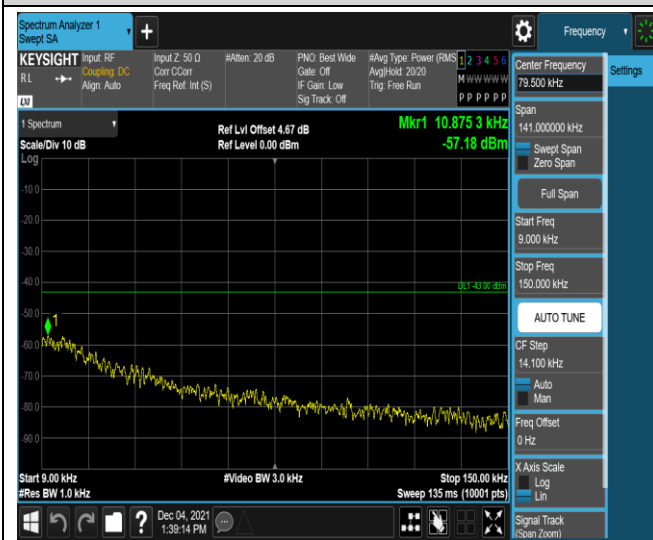 Spectrum Analyzer 1
Swept SA
+
Frequency
KEYSIGHT
RL
LXI
Input: RF
Coupling: DC
Align: Auto
Input Z: 50 Ω
Corr CCorr
Freq Ref: Int (S)
#Atten: 20 dB
PNO: Best Wide
Gate: Off
IF Gain: Low
Sig Track: Off
#Avg Type: Power (RMS
Avg|Hold: 20/20
Trig: Free Run
1 2 3 4 5 6
M W W W W W
P P P P P P
1 Spectrum
Scale/Div 10 dB
Log
Ref Lvl Offset 4.67 dB
Ref Level 0.00 dBm
Mkr1 10.875 3 kHz
-57.18 dBm
-10.0
-20.0
-30.0
-40.0
DL1 -43.00 dBm
-50.0
1
-60.0
-70.0
-80.0
-90.0
Start 9.00 kHz
#Res BW 1.0 kHz
#Video BW 3.0 kHz
Stop 150.00 kHz
Sweep 135 ms (10001 pts)
?
Dec 04, 2021
1:39:14 PM
Center Frequency
79.500 kHz
Settings
Span
141.000000 kHz
Swept Span
Zero Span
Full Span
Start Freq
9.000 kHz
Stop Freq
150.000 kHz
AUTO TUNE
CF Step
14.100 kHz
Auto
Man
Freq Offset
0 Hz
X Axis Scale
Log
Lin
Signal Track
(Span Zoom)